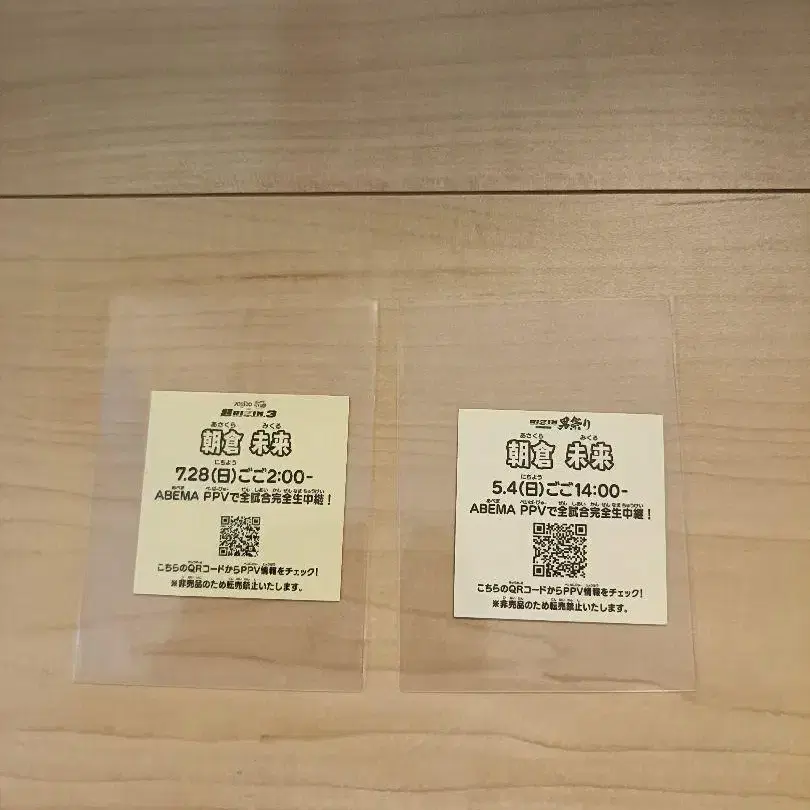 超RIZIN.3
あさくら みくる
朝倉 未来
にちよう
7.28(日)ごご2:00-
ABEMA PPVで全試合完全生中継!
こちらのQRコードからPPV情報をチェック!
※非売品のため転売禁止いたします。
RIZIN 男祭り
あさくら みくる
朝倉 未来
にちよう
5.4(日)ごご14:00-
ABEMA PPVで全試合完全生中継!
こちらのQRコードからPPV情報をチェック!
※非売品のため転売禁止いたします。